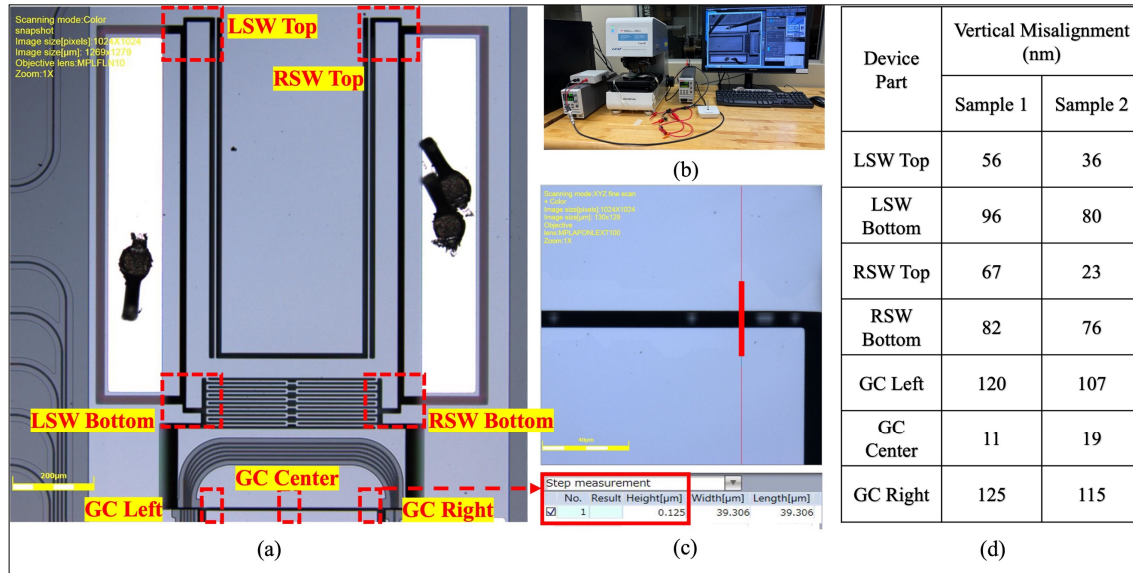 Scanning mode:Color
snapshot
Image size[pixels]:1024X1024
Image size[µm]: 1269x1279
Objective lens:MPLFLN10
Zoom:1X
LSW Top
RSW Top
LSW Bottom
RSW Bottom
200µm
GC Center
GC Left
GC Right
(a)
(b)
Scanning mode:XYZ fine scan
+ Color
Image size[pixels]:1024X1024
Image size[µm]: 130x128
Objective
lens:MPLAPONLEXT100
Zoom:1X
Step measurement
No. Result Height[µm] Width[µm] Length[µm]
1 0.125 39.306 39.306
(c)
Device Part
Vertical Misalignment (nm)
Sample 1 Sample 2
LSW Top 56 36
LSW Bottom 96 80
RSW Top 67 23
RSW Bottom 82 76
GC Left 120 107
GC Center 11 19
GC Right 125 115
(d)